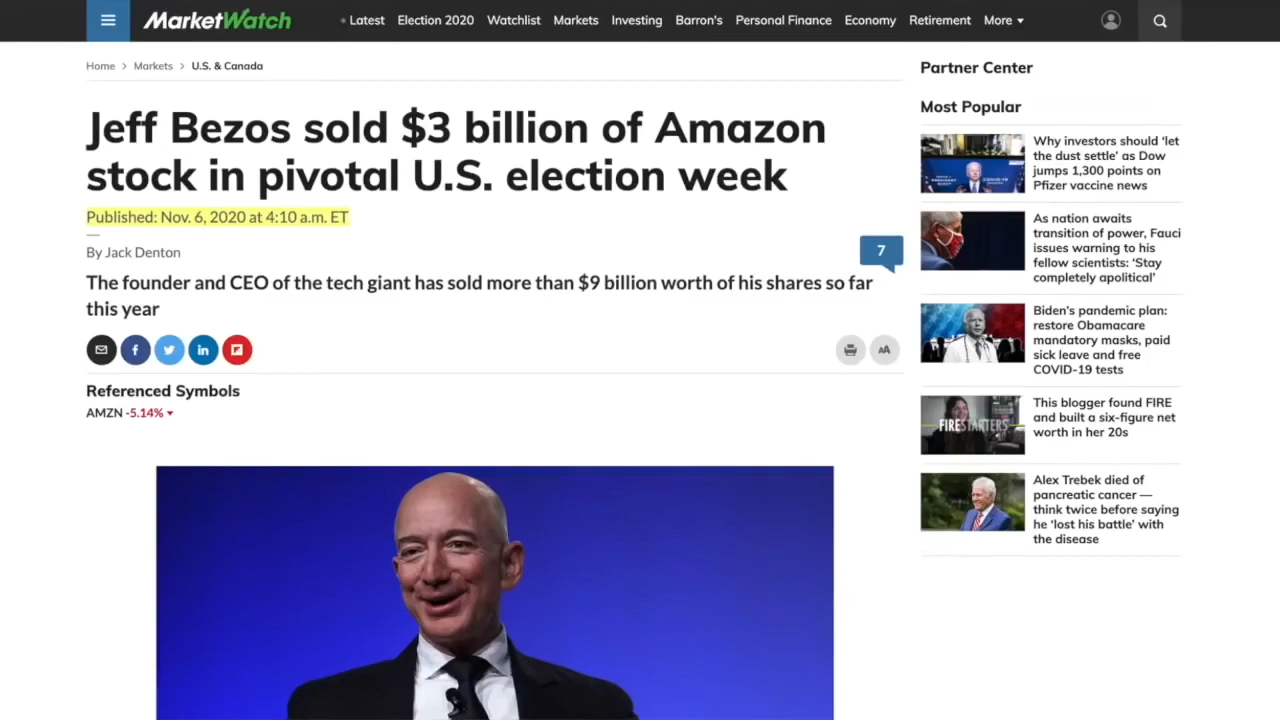 MarketWatch
Latest Election 2020 Watchlist Markets Investing Barron's Personal Finance Economy Retirement More
Home > Markets > U.S. & Canada
Jeff Bezos sold $3 billion of Amazon
stock in pivotal U.S. election week
Published: Nov. 6, 2020 at 4:10 a.m. ET
By Jack Denton
7
The founder and CEO of the tech giant has sold more than $9 billion worth of his shares so far
this year
AA
Referenced Symbols
AMZN -5.14%
Partner Center
Most Popular
Why investors should ‘let
the dust settle’ as Dow
jumps 1,300 points on
Pfizer vaccine news
As nation awaits
transition of power, Fauci
issues warning to his
fellow scientists: ‘Stay
completely apolitical’
Biden’s pandemic plan:
restore Obamacare
mandatory masks, paid
sick leave and free
COVID-19 tests
FIRESTARTERS
This blogger found FIRE
and built a six-figure net
worth in her 20s
Alex Trebek died of
pancreatic cancer —
think twice before saying
he ‘lost his battle’ with
the disease